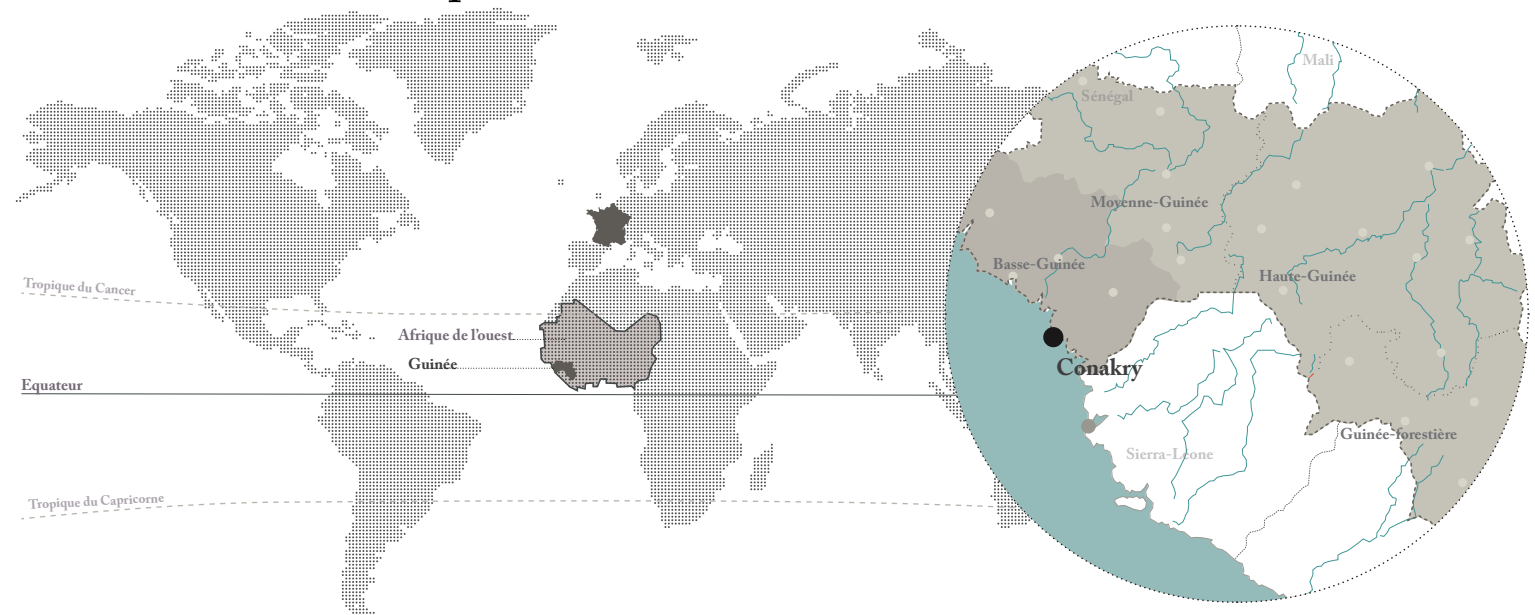 Tropique du Cancer
Afrique de l'ouest
Guinée
Equateur
Tropique du Capricorne
Mali
Sénégal
Moyenne-Guinée
Basse-Guinée
Haute-Guinée
Conakry
Guinée-forestière
Sierra-Leone